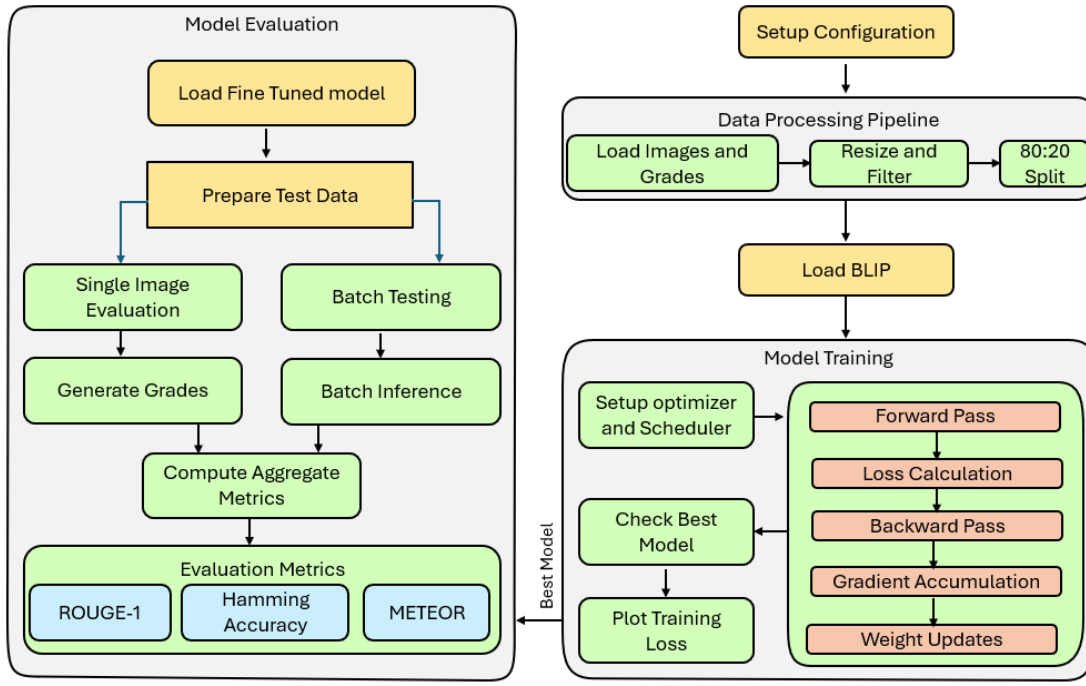 Model Evaluation
Load Fine Tuned model
Prepare Test Data
Single Image
Evaluation
Batch Testing
Generate Grades
Batch Inference
Compute Aggregate
Metrics
Evaluation Metrics
ROUGE-1
Hamming
Accuracy
METEOR
Setup Configuration
Data Processing Pipeline
Load Images and
Grades
Resize and
Filter
80:20
Split
Load BLIP
Model Training
Setup optimizer
and Scheduler
Forward Pass
Loss Calculation
Backward Pass
Gradient Accumulation
Weight Updates
Check Best
Model
Plot Training
Loss
Best Model